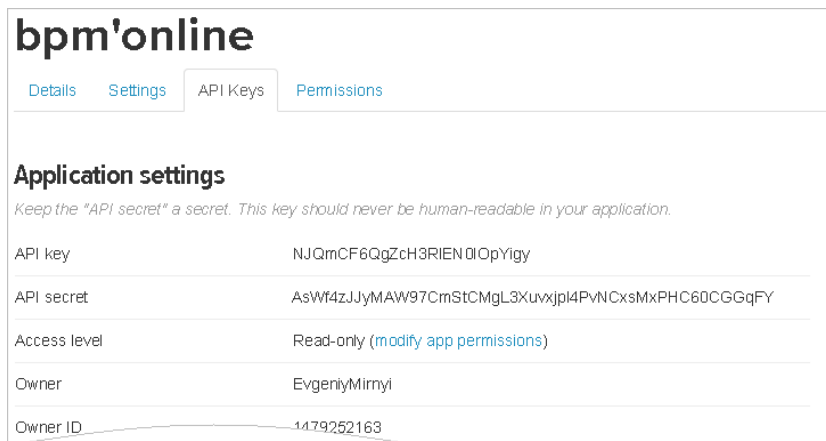 bpm'online
Details Settings API Keys Permissions
Application settings
Keep the "API secret" a secret. This key should never be human-readable in your application.
API key NJQmCF6QgZcH3RIEN0IOpYigy
API secret AsWf4zJJyMAW97CmStCMgL3Xuvxjpl4PvNCxsMxPHC60CGGqFY
Access level Read-only (modify app permissions)
Owner EvgeniyMirnyi
Owner ID 1479252163